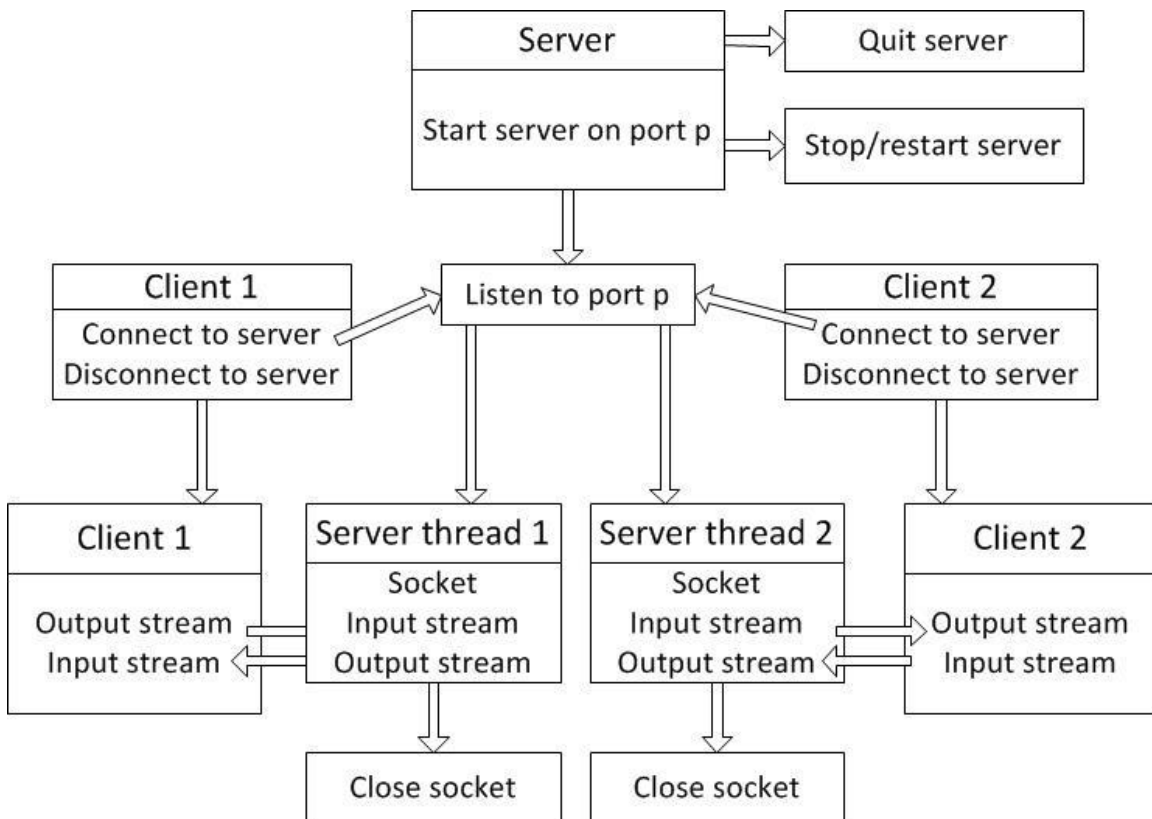 Server
Quit server
Start server on port p
Stop/restart server
Client 1
Connect to server
Disconnect to server
Listen to port p
Client 2
Connect to server
Disconnect to server
Client 1
Output stream
Input stream
Server thread 1
Socket
Input stream
Output stream
Server thread 2
Socket
Input stream
Output stream
Client 2
Output stream
Input stream
Close socket
Close socket